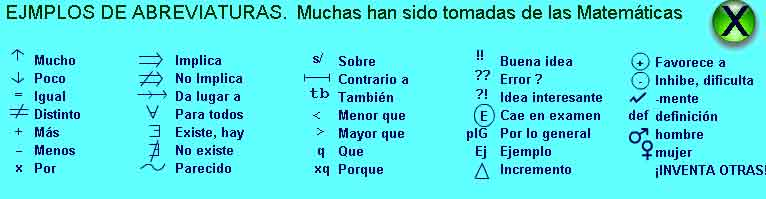 EJMPLOS DE ABREVIATURAS. Muchas han sido tomadas de las Matemáticas
X
↑ Mucho
↓ Poco
= Igual
≠ Distinto
+ Más
- Menos
x Por
⇒ Implica
⇏ No Implica
↣ Da lugar a
∀ Para todos
∃ Existe, hay
∄ No existe
～ Parecido
s/ Sobre
⊢⊣ Contrario a
tb También
< Menor que
> Mayor que
q Que
xq Porque
!! Buena idea
?? Error ?
?! Idea interesante
Ⓔ Cae en examen
plG Por lo general
Ej Ejemplo
△ Incremento
⊕ Favorece a
⊖ Inhibe, dificulta
-mente
def definición
♂ hombre
♀ mujer
¡INVENTA OTRAS!